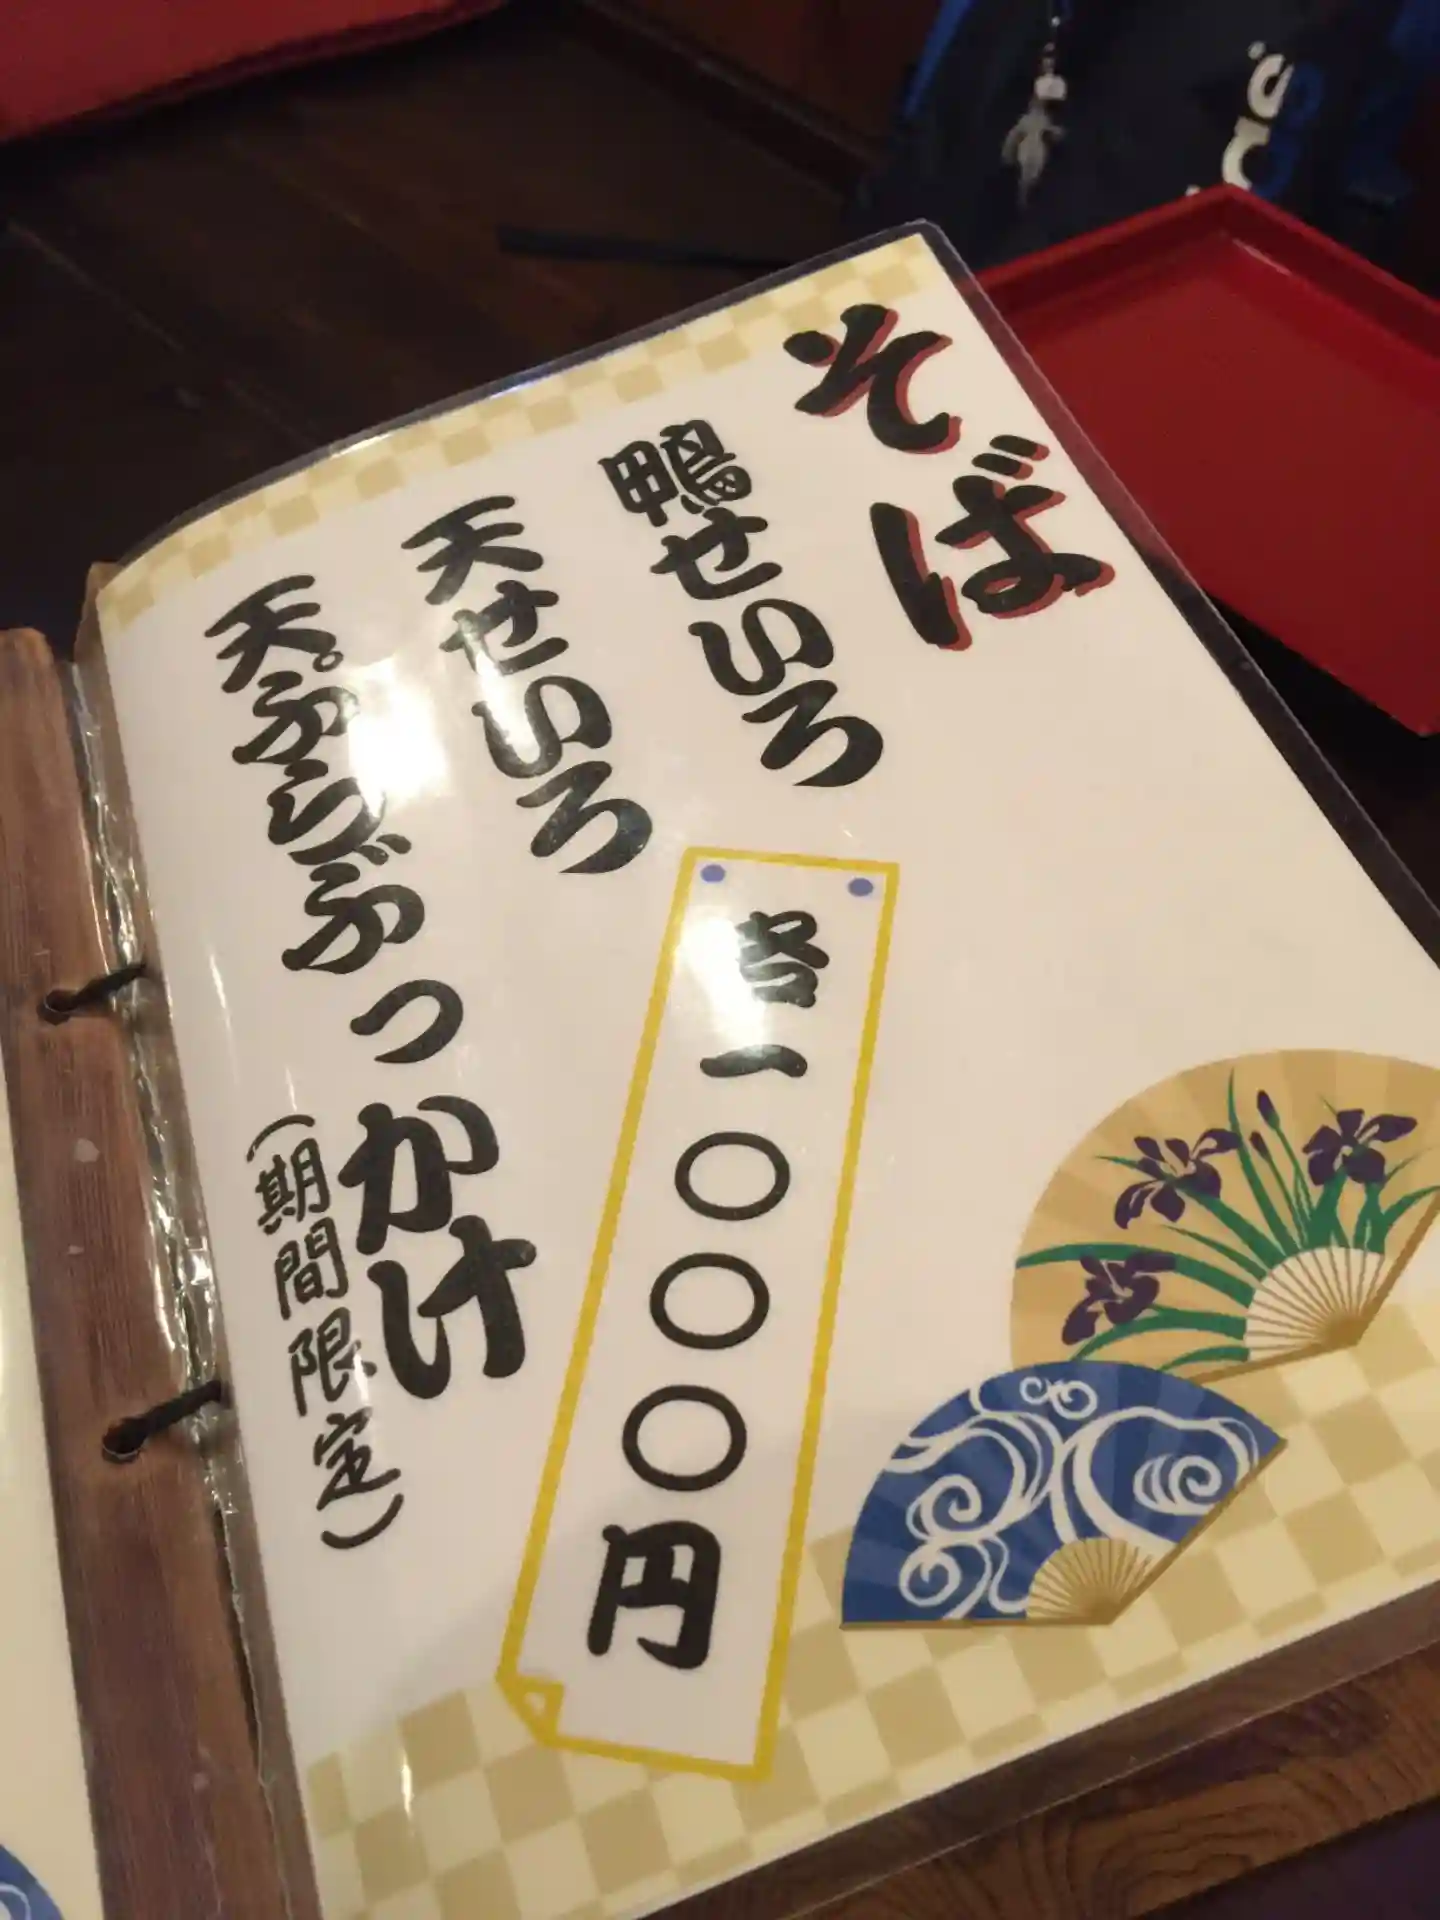 そば
鴨せいろ
天せいろ
天ぷらぶっかけ
（期間限定）
各一〇〇〇円